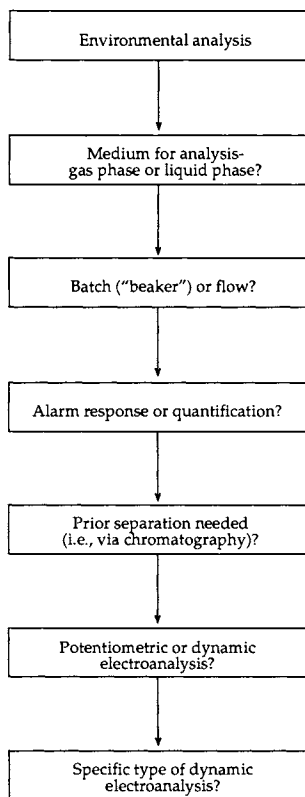 Environmental analysis
Medium for analysis-
gas phase or liquid phase?
Batch ("beaker") or flow?
Alarm response or quantification?
Prior separation needed
(i.e., via chromatography)?
Potentiometric or dynamic
electroanalysis?
Specific type of dynamic
electroanalysis?